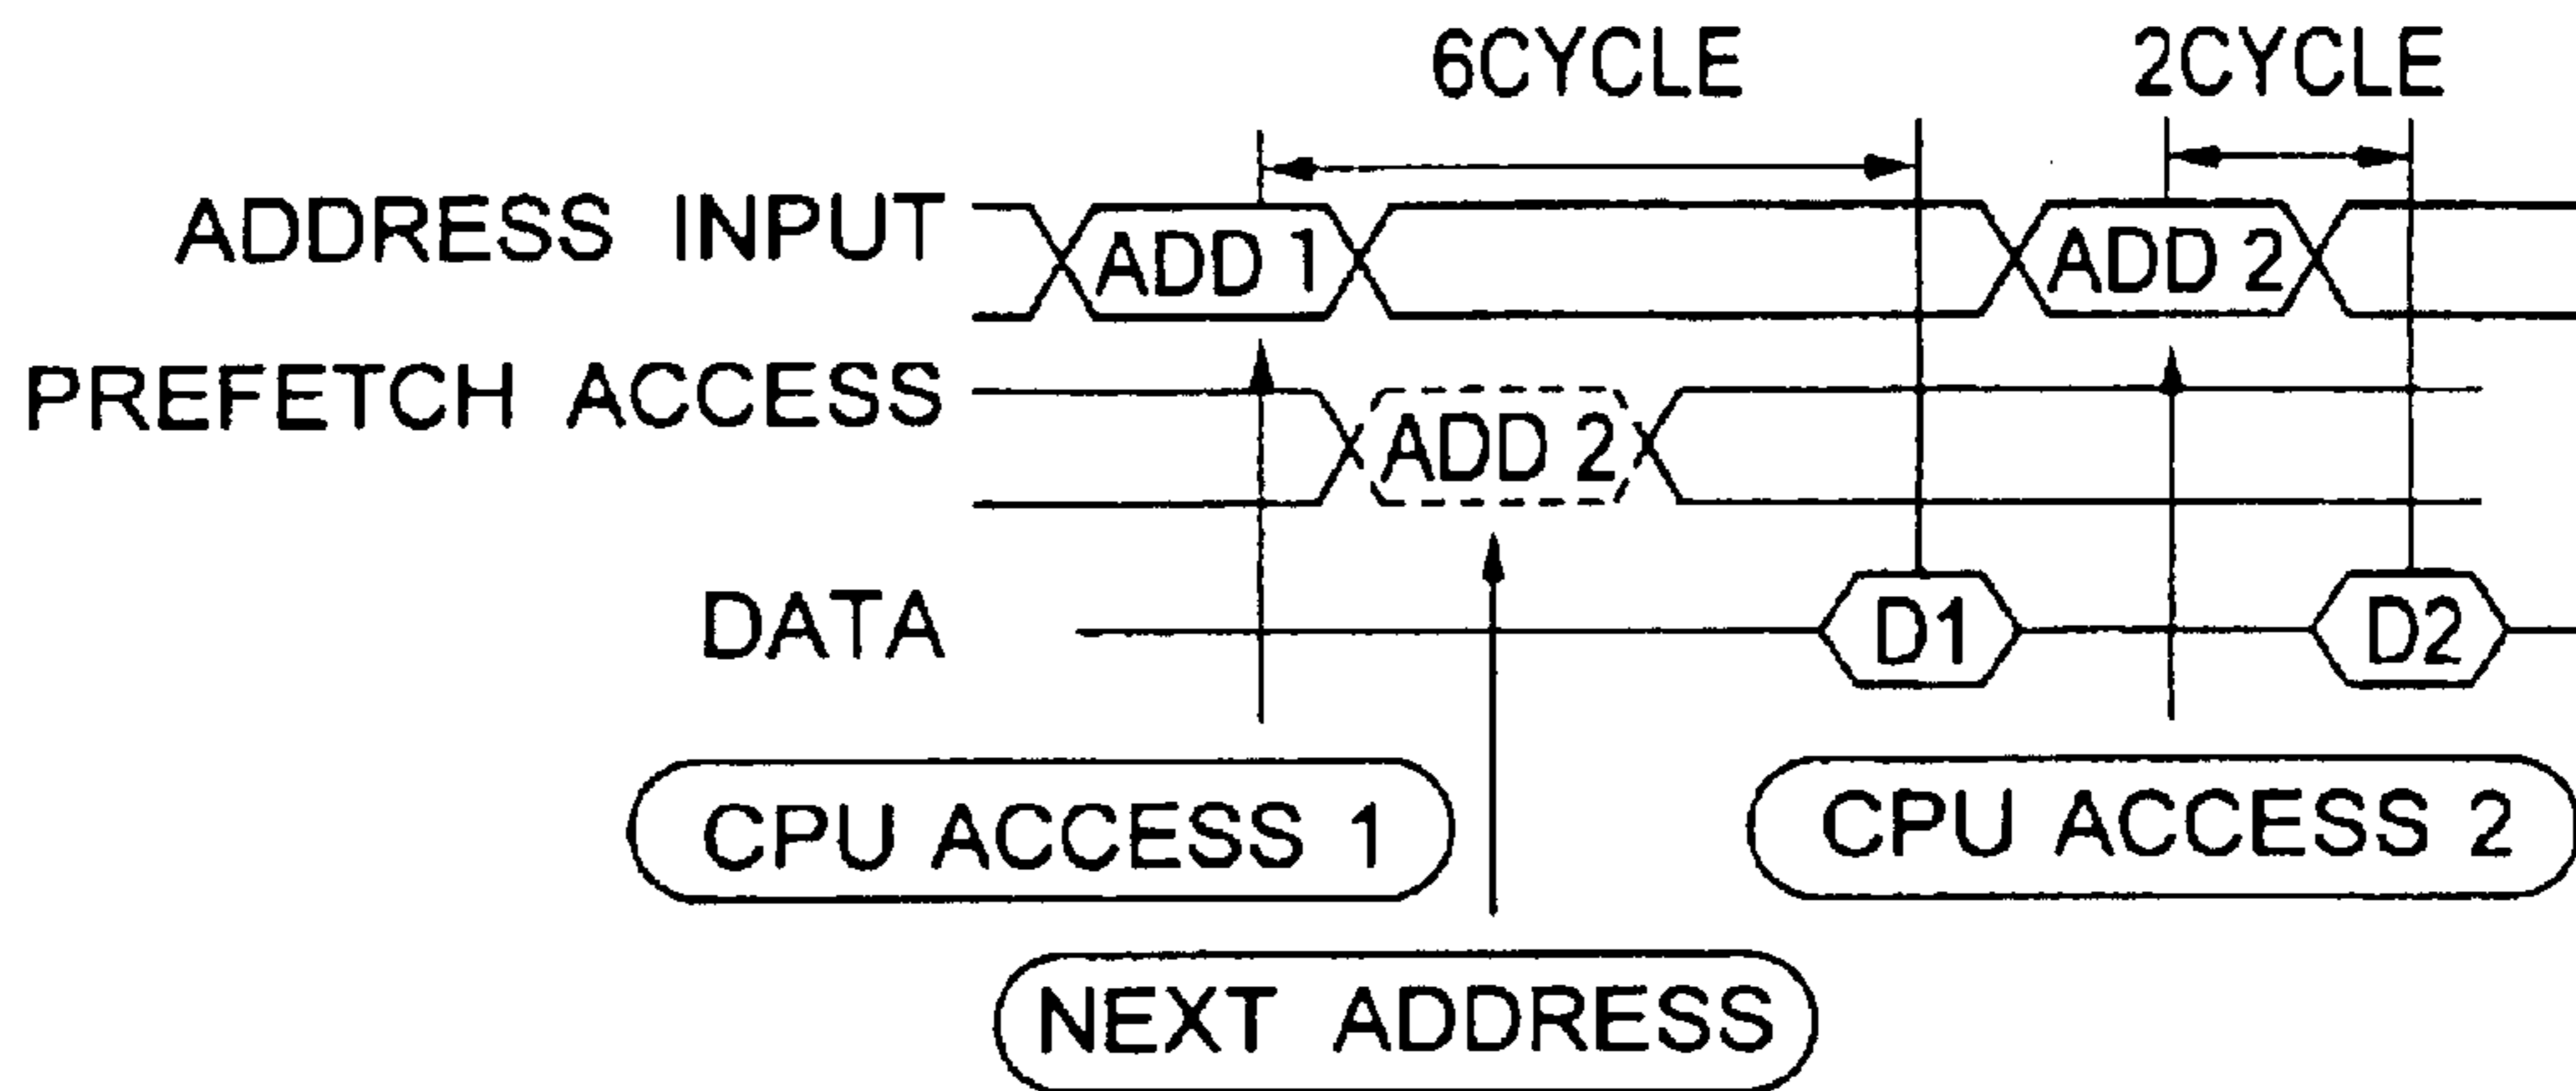 6CYCLE 2CYCLE
ADDRESS INPUT ADD 1 ADD 2
PREFETCH ACCESS ADD 2
DATA D1 D2
CPU ACCESS 1 CPU ACCESS 2
NEXT ADDRESS